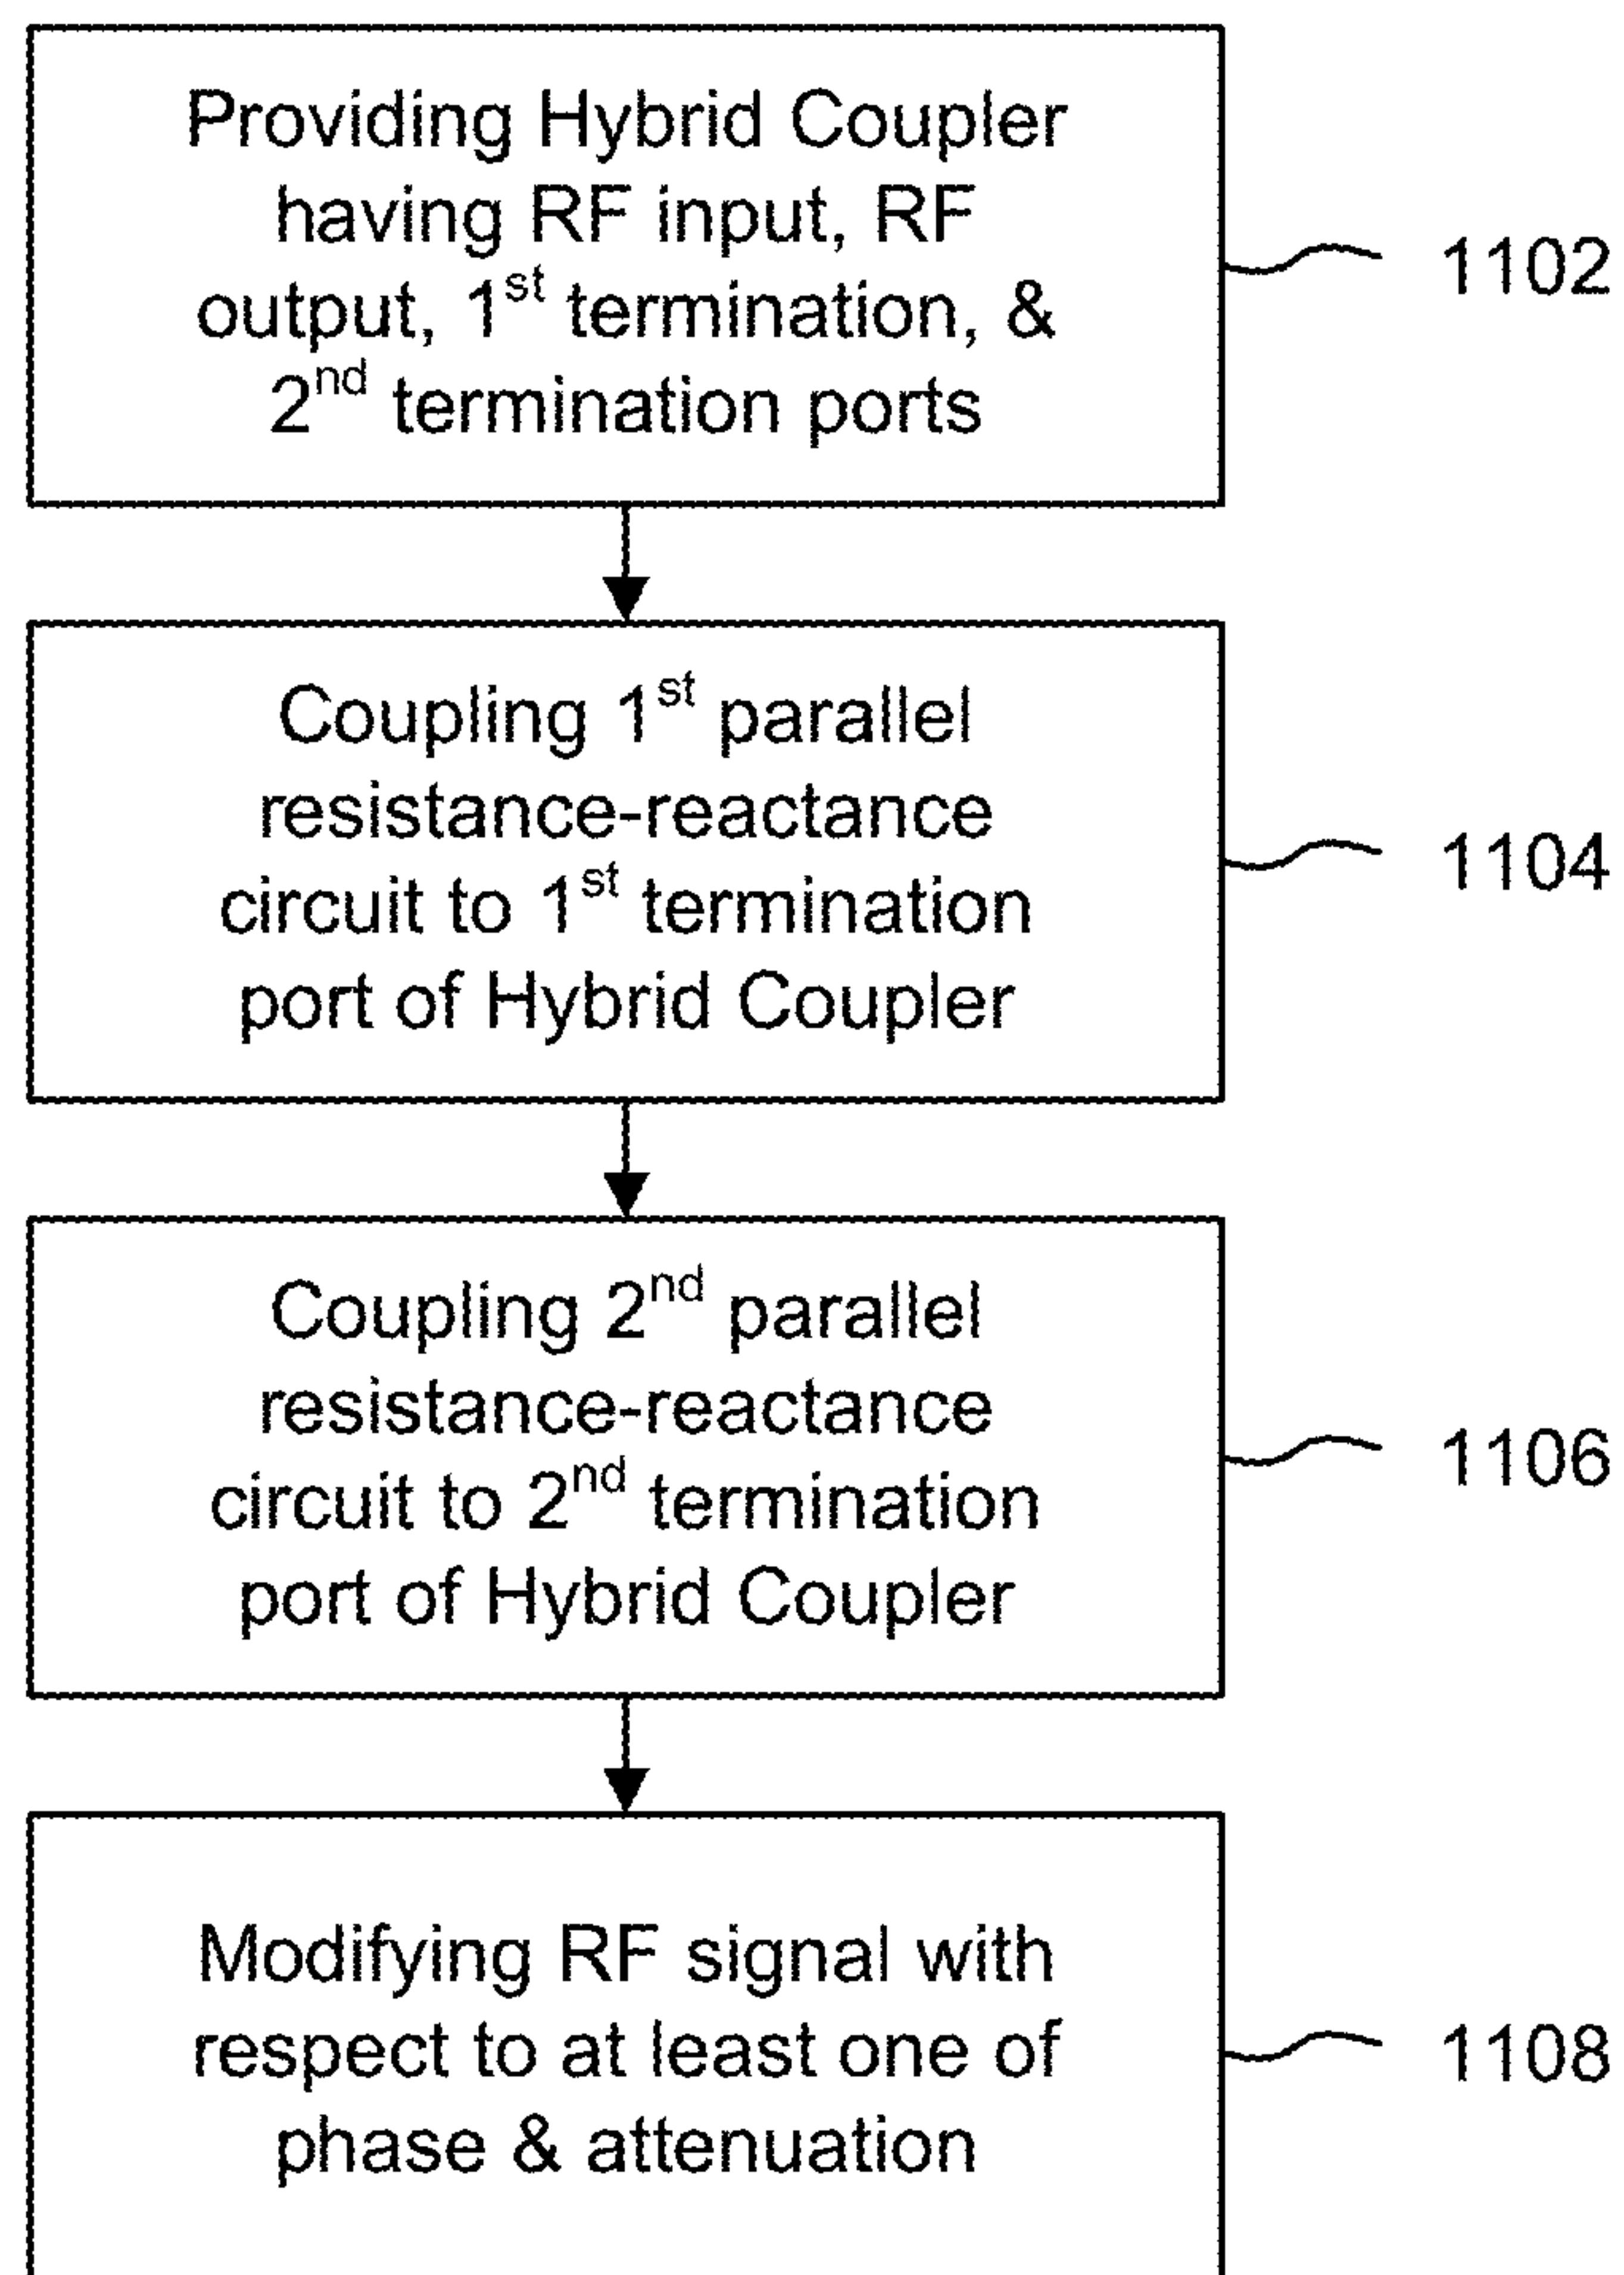 Providing Hybrid Coupler
having RF input, RF
output, 1st termination, &
2nd termination ports
1102
Coupling 1st parallel
resistance-reactance
circuit to 1st termination
port of Hybrid Coupler
1104
Coupling 2nd parallel
resistance-reactance
circuit to 2nd termination
port of Hybrid Coupler
1106
Modifying RF signal with
respect to at least one of
phase & attenuation
1108